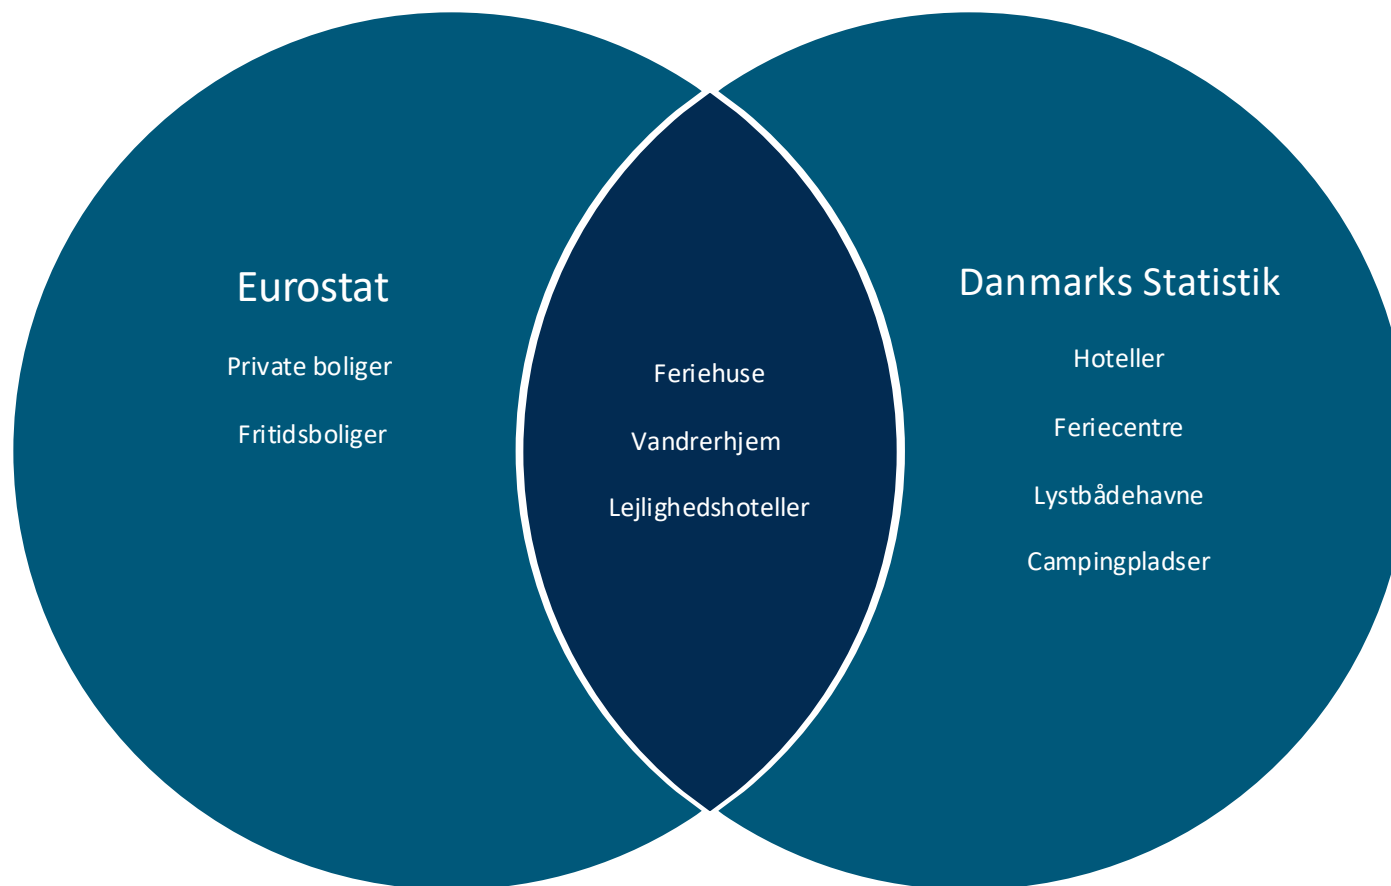 Eurostat
Private boliger
Fritidsboliger
Feriehuse
Vandrerhjem
Lejlighedshoteller
Danmarks Statistik
Hoteller
Feriecentre
Lystbådehavne
Campingpladser